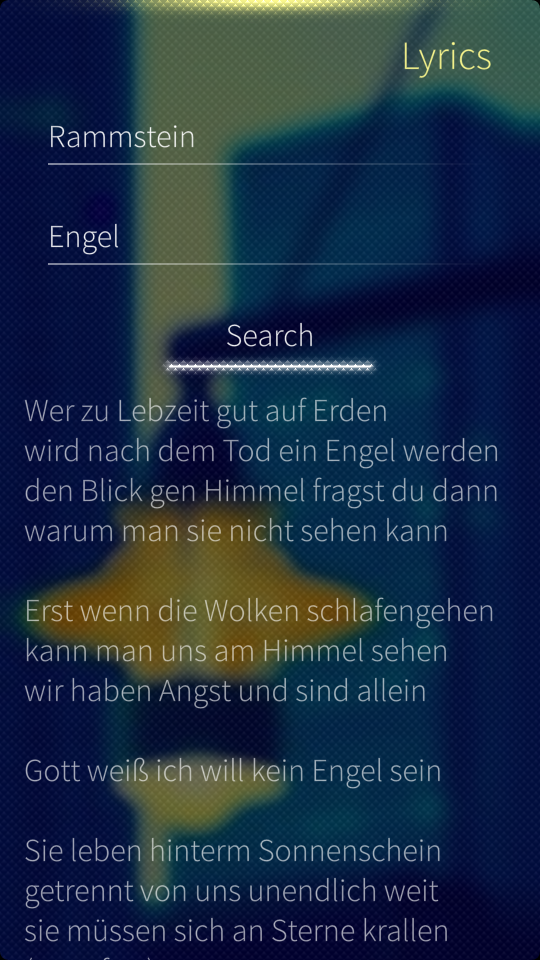 Lyrics
Rammstein
Engel
Search
Wer zu Lebzeit gut auf Erden
wird nach dem Tod ein Engel werden
den Blick gen Himmel fragst du dann
warum man sie nicht sehen kann
Erst wenn die Wolken schlafengehen
kann man uns am Himmel sehen
wir haben Angst und sind allein
Gott weiß ich will kein Engel sein
Sie leben hinterm Sonnenschein
getrennt von uns unendlich weit
sie müssen sich an Sterne krallen